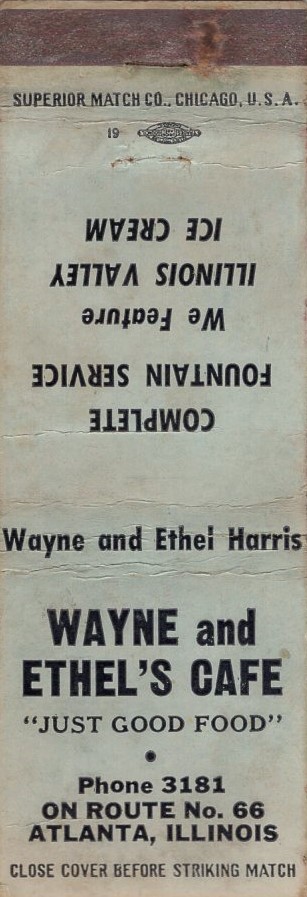 SUPERIOR MATCH CO., CHICAGO, U.S.A.
19
COMPLETE
FOUNTAIN SERVICE
We Feature
ILLINOIS VALLEY
ICE CREAM
Wayne and Ethel Harris
WAYNE and
ETHEL'S CAFE
"JUST GOOD FOOD"
Phone 3181
ON ROUTE No. 66
ATLANTA, ILLINOIS
CLOSE COVER BEFORE STRIKING MATCH